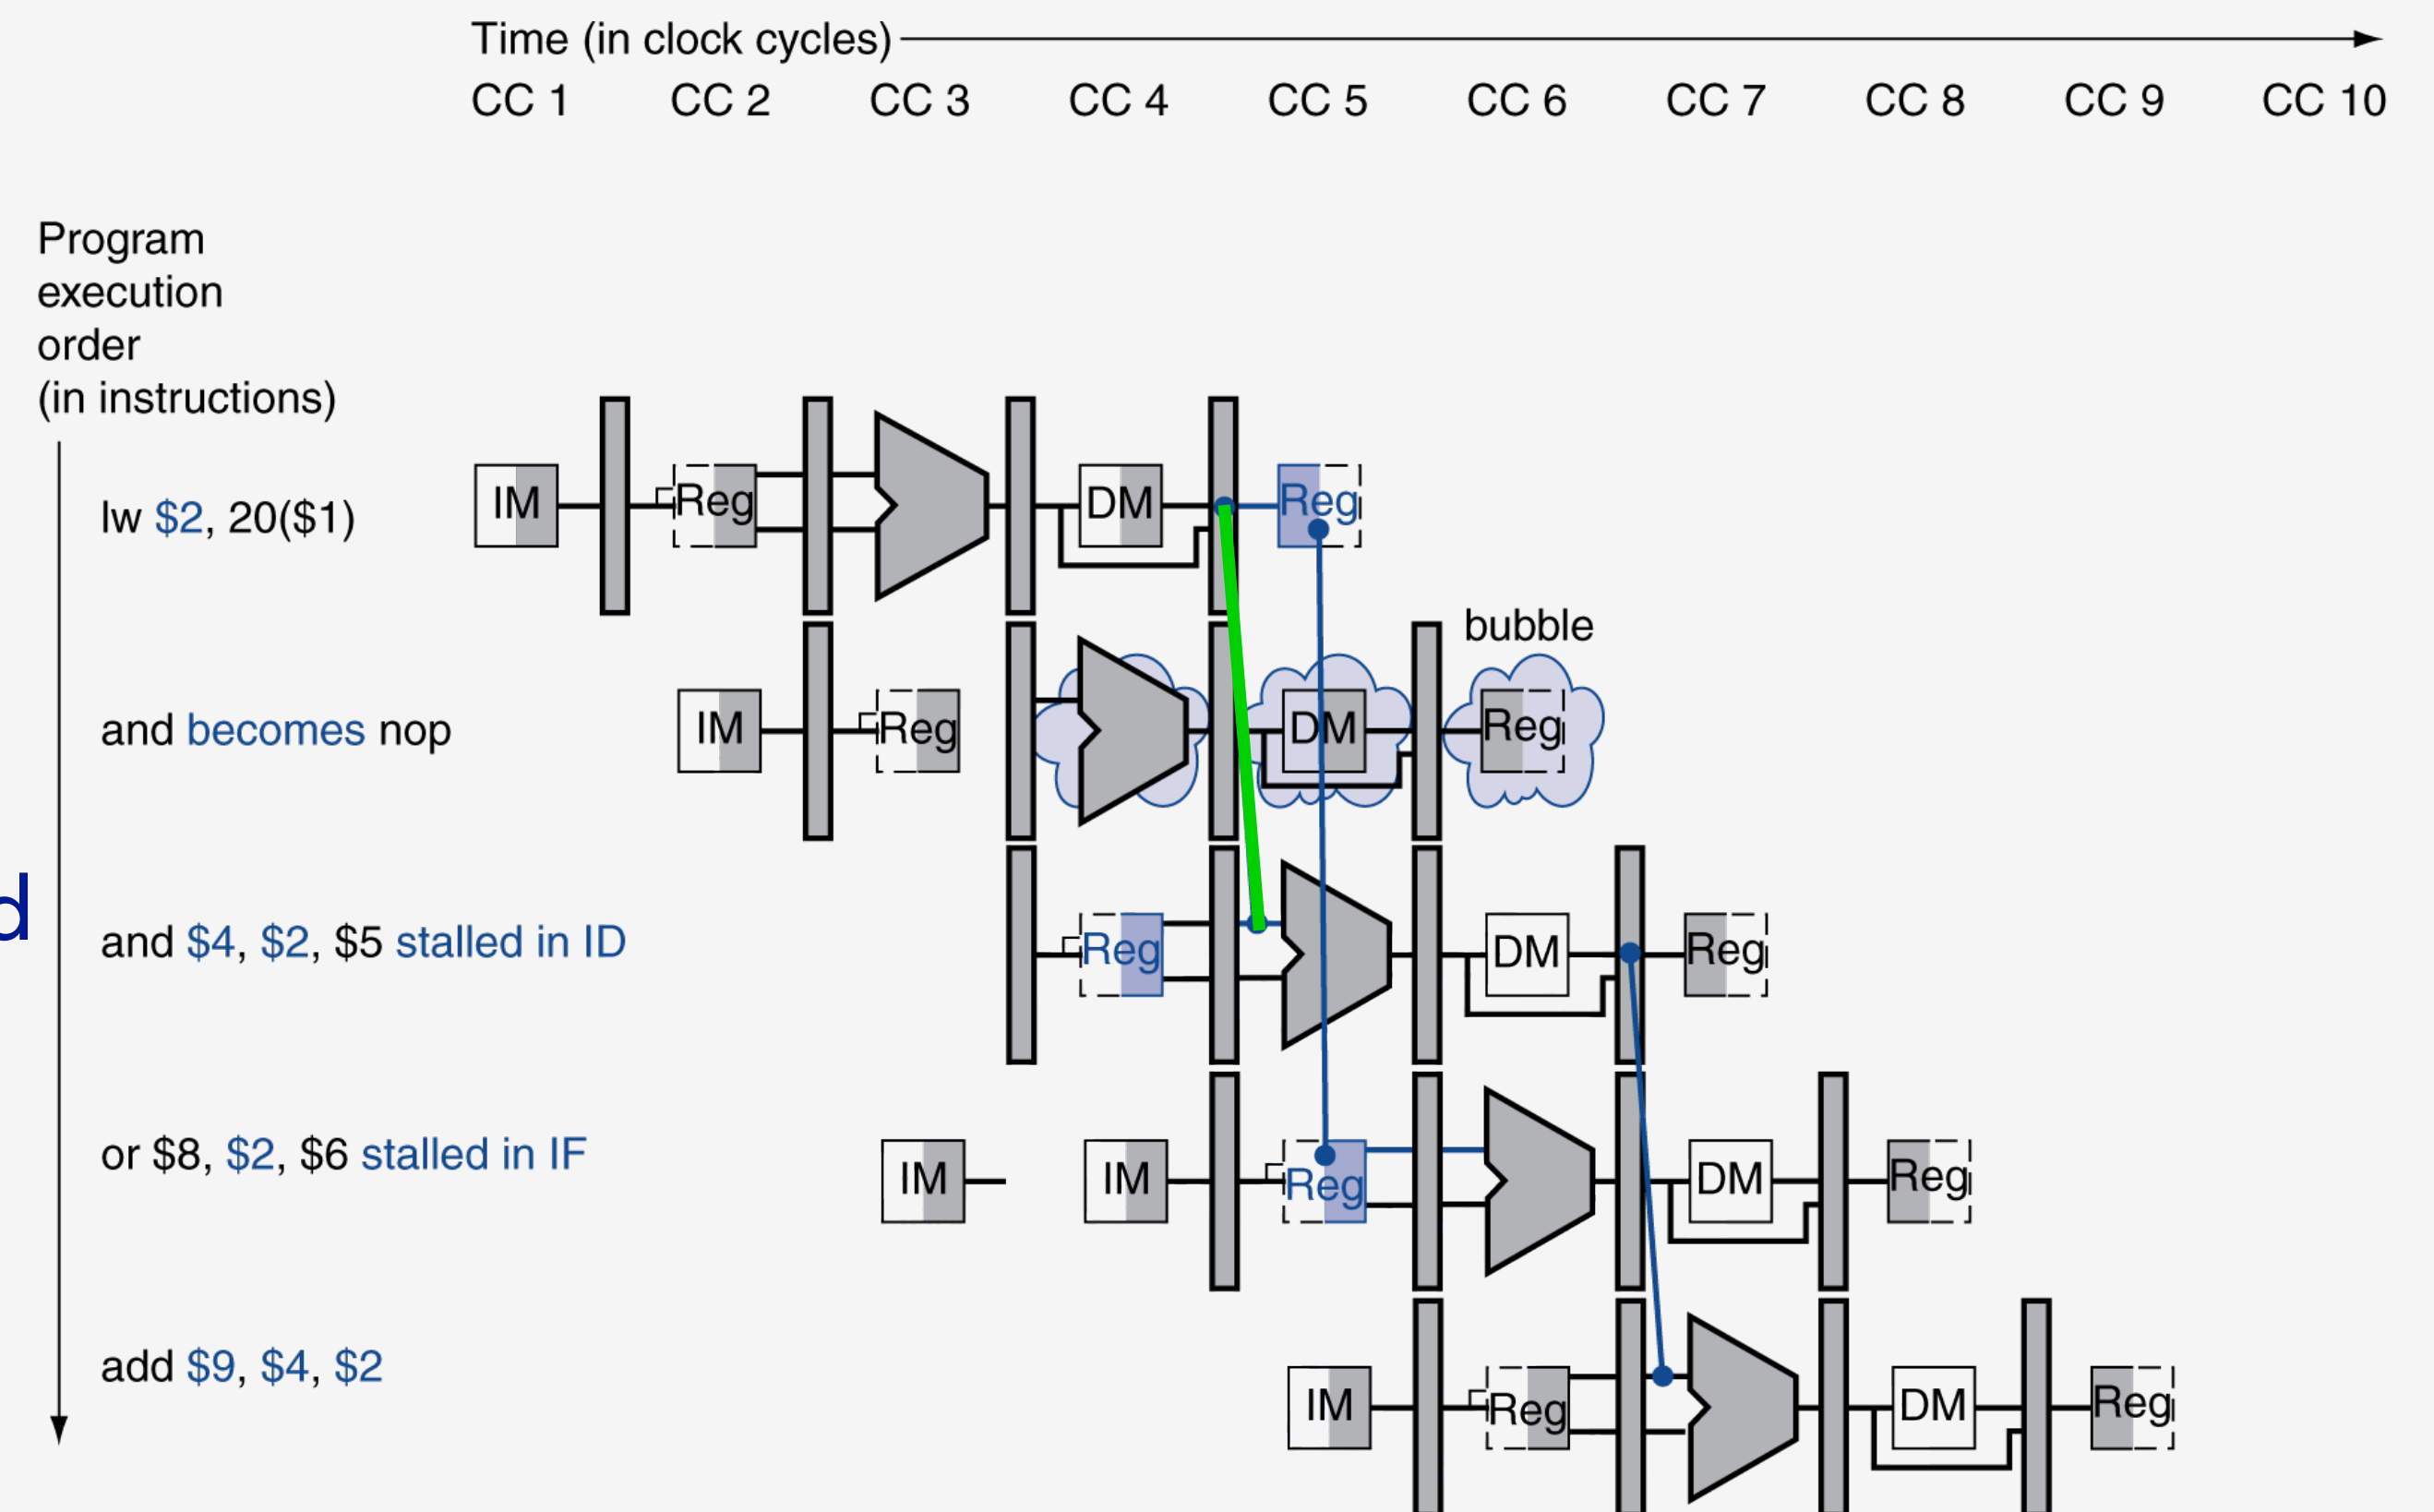 Time (in clock cycles)
CC 1 CC 2 CC 3 CC 4 CC 5 CC 6 CC 7 CC 8 CC 9 CC 10
Program
execution
order
(in instructions)
lw $2, 20($1)
IM Reg DM Reg
bubble
and becomes nop
IM Reg DM Reg
d
and $4, $2, $5 stalled in ID
Reg DM Reg
or $8, $2, $6 stalled in IF
IM IM Reg DM Reg
add $9, $4, $2
IM Reg DM Reg